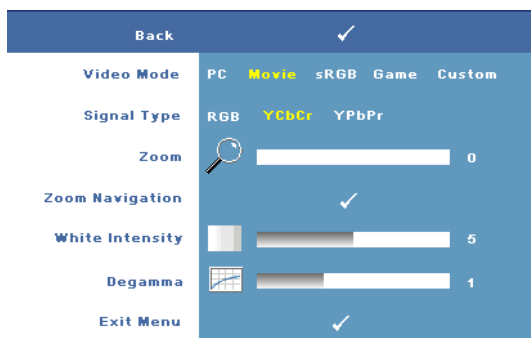 Back
Video Mode PC Movie sRGB Game Custom
Signal Type RGB YCbCr YPbPr
Zoom 0
Zoom Navigation
White Intensity 5
Degamma 1
Exit Menu